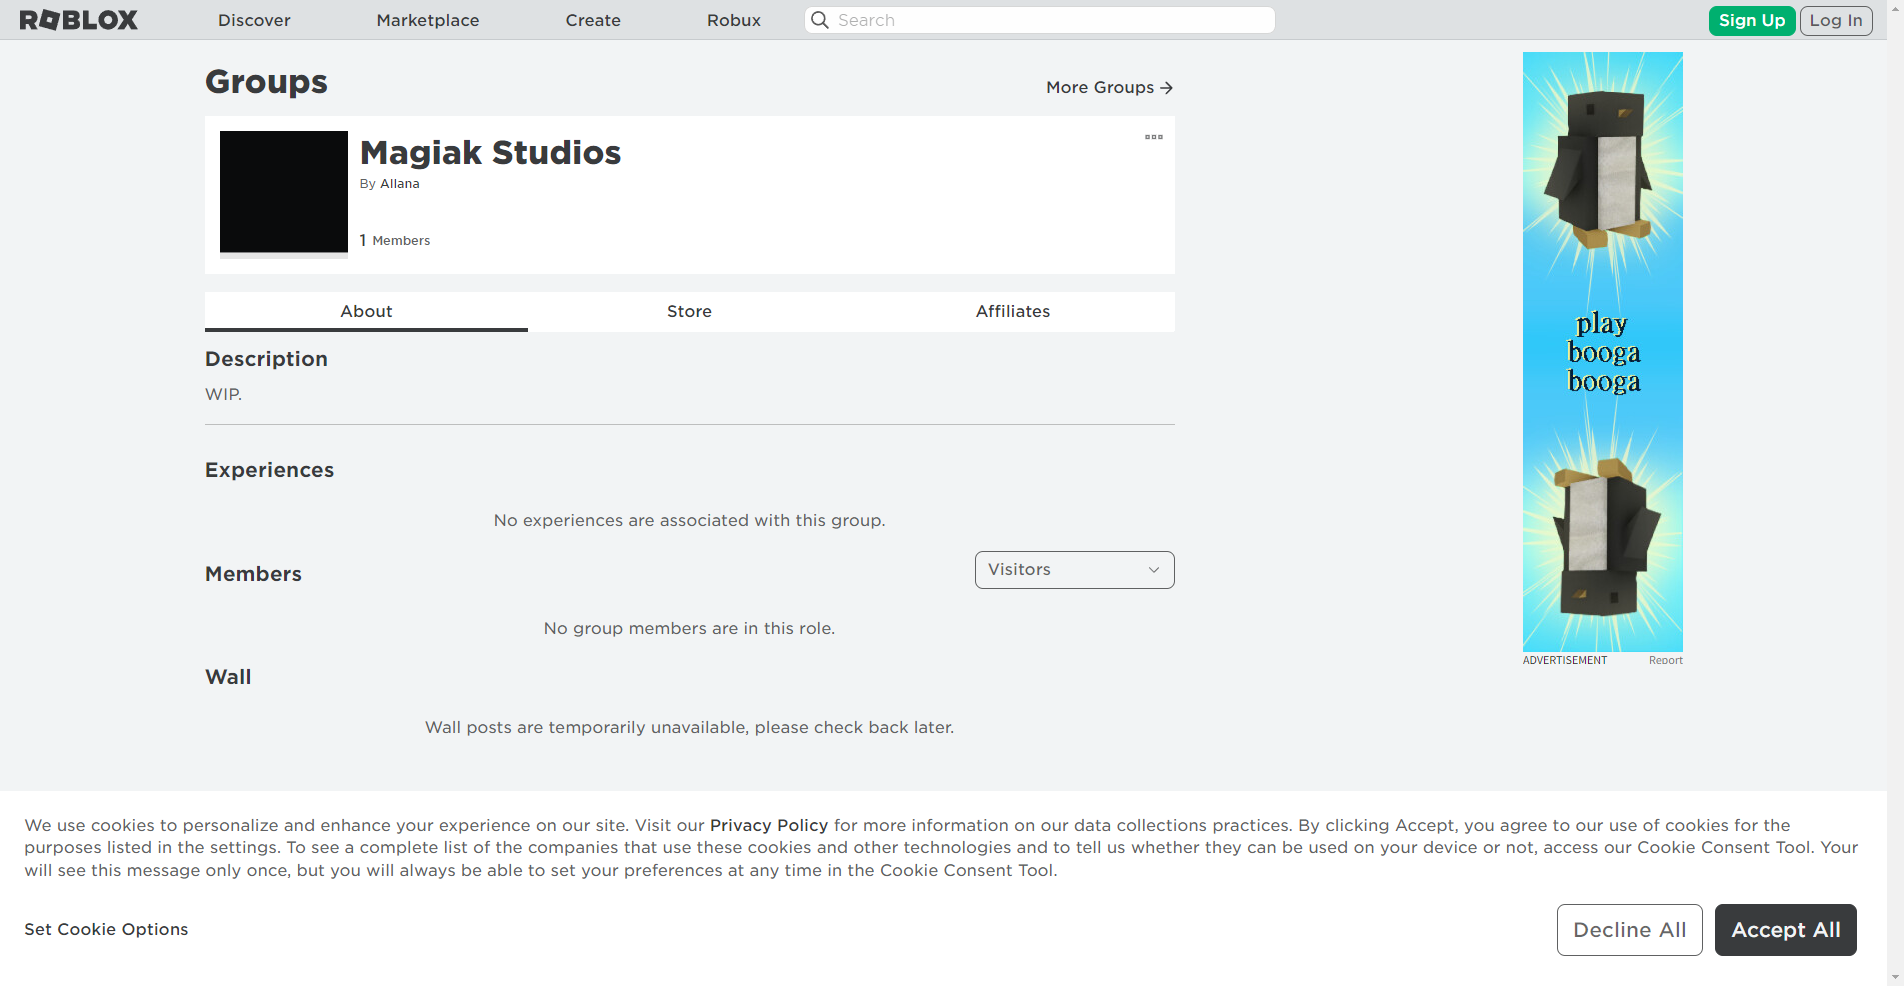 ROBLOX Discover Marketplace Create Robux Search Sign Up Log In
Groups
More Groups
Magiak Studios
By Allana
1 Members
About Store Affiliates
Description
WIP.
Experiences
No experiences are associated with this group.
Members
Visitors
No group members are in this role.
Wall
Wall posts are temporarily unavailable, please check back later.
play
booga
booga
ADVERTISEMENT Report
We use cookies to personalize and enhance your experience on our site. Visit our Privacy Policy for more information on our data collections practices. By clicking Accept, you agree to our use of cookies for the
purposes listed in the settings. To see a complete list of the companies that use these cookies and other technologies and to tell us whether they can be used on your device or not, access our Cookie Consent Tool. Your
will see this message only once, but you will always be able to set your preferences at any time in the Cookie Consent Tool.
Set Cookie Options
Decline All
Accept All